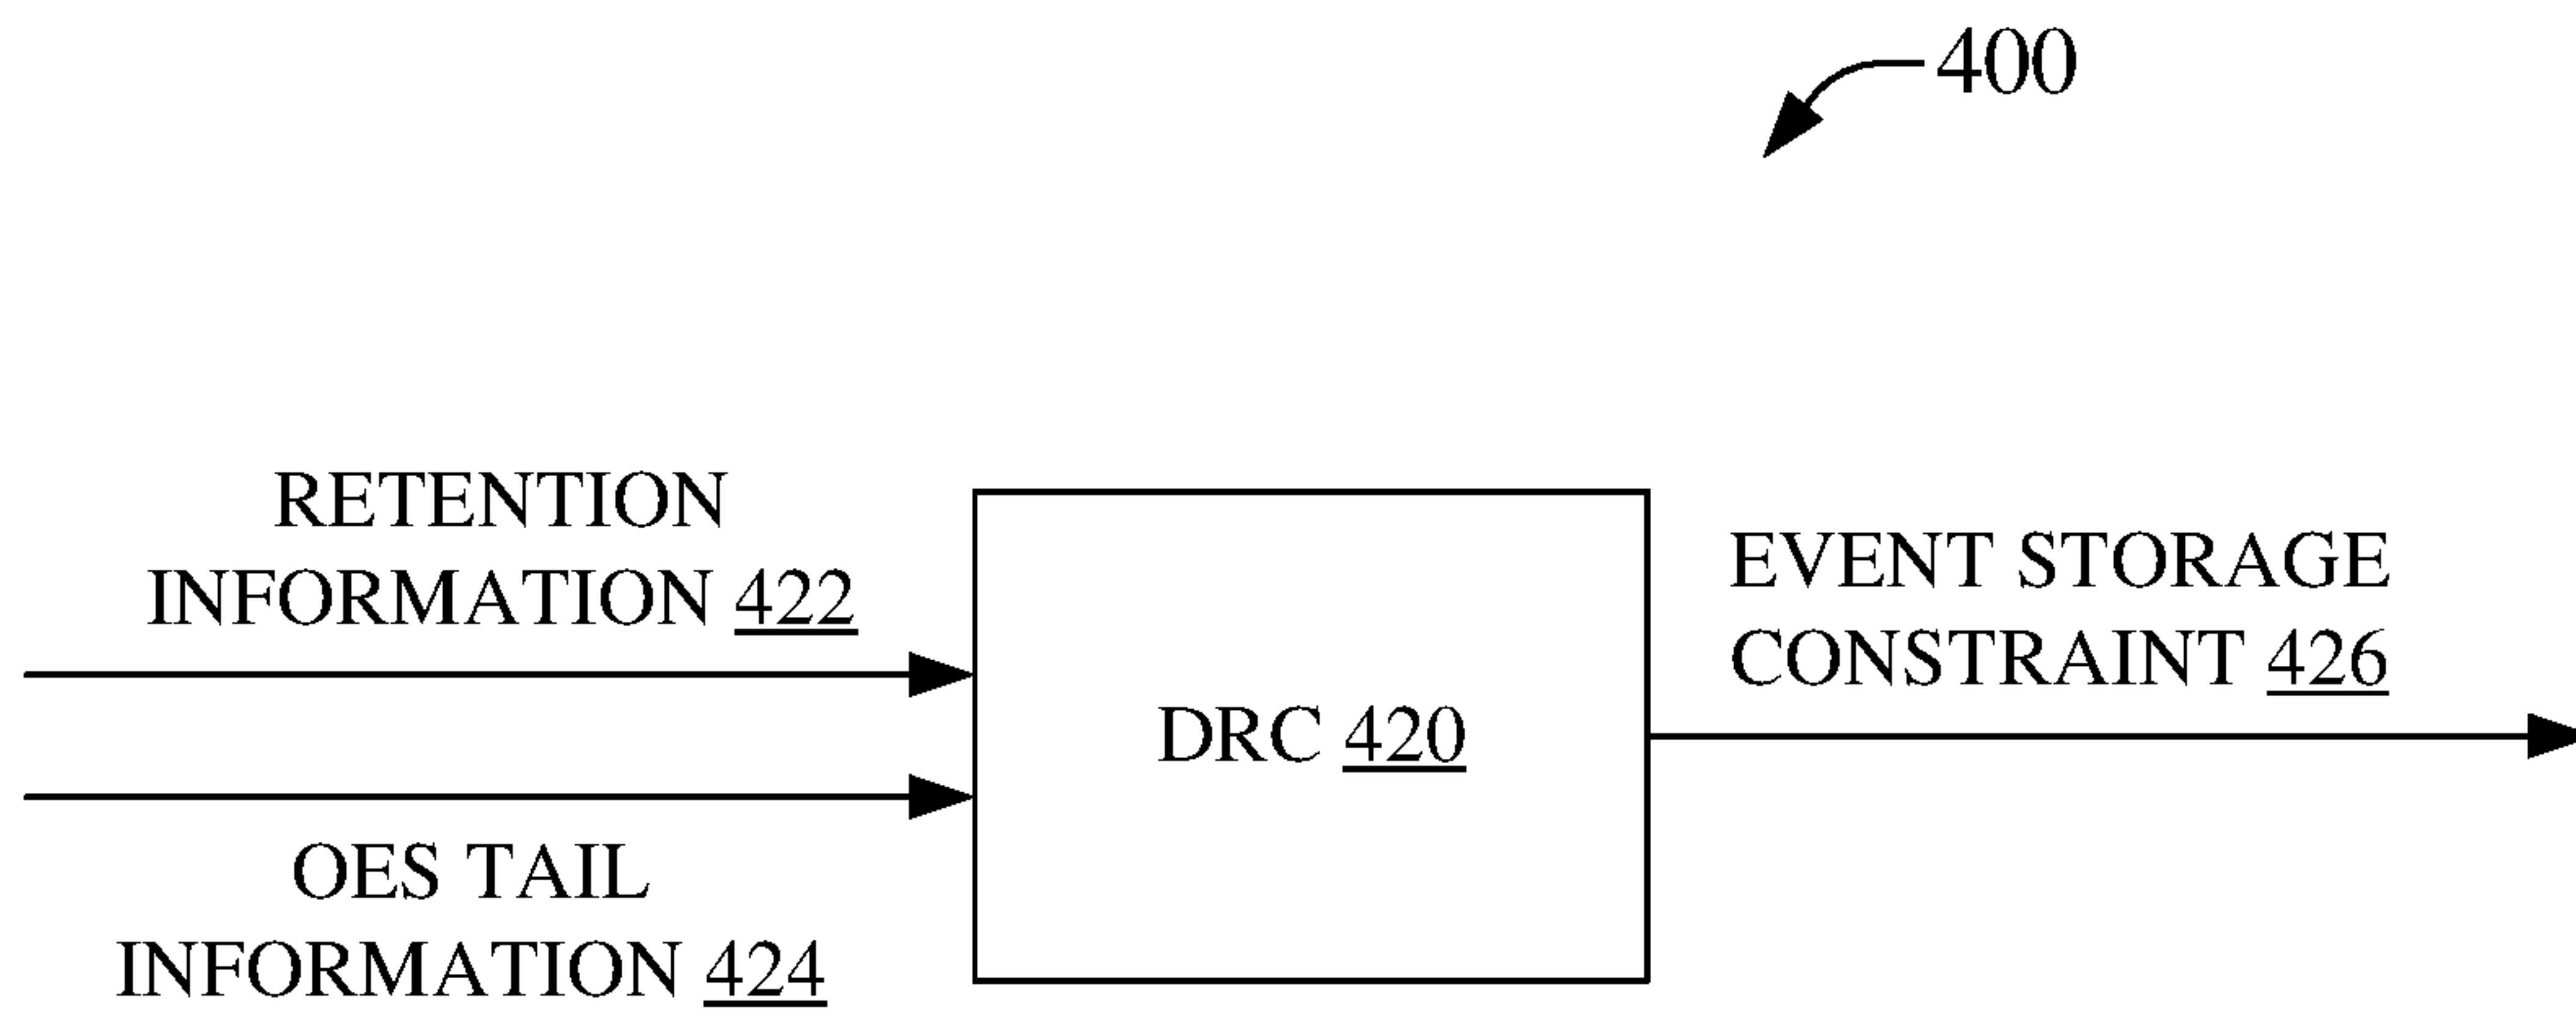 400
RETENTION
INFORMATION 422
EVENT STORAGE
CONSTRAINT 426
DRC 420
OES TAIL
INFORMATION 424